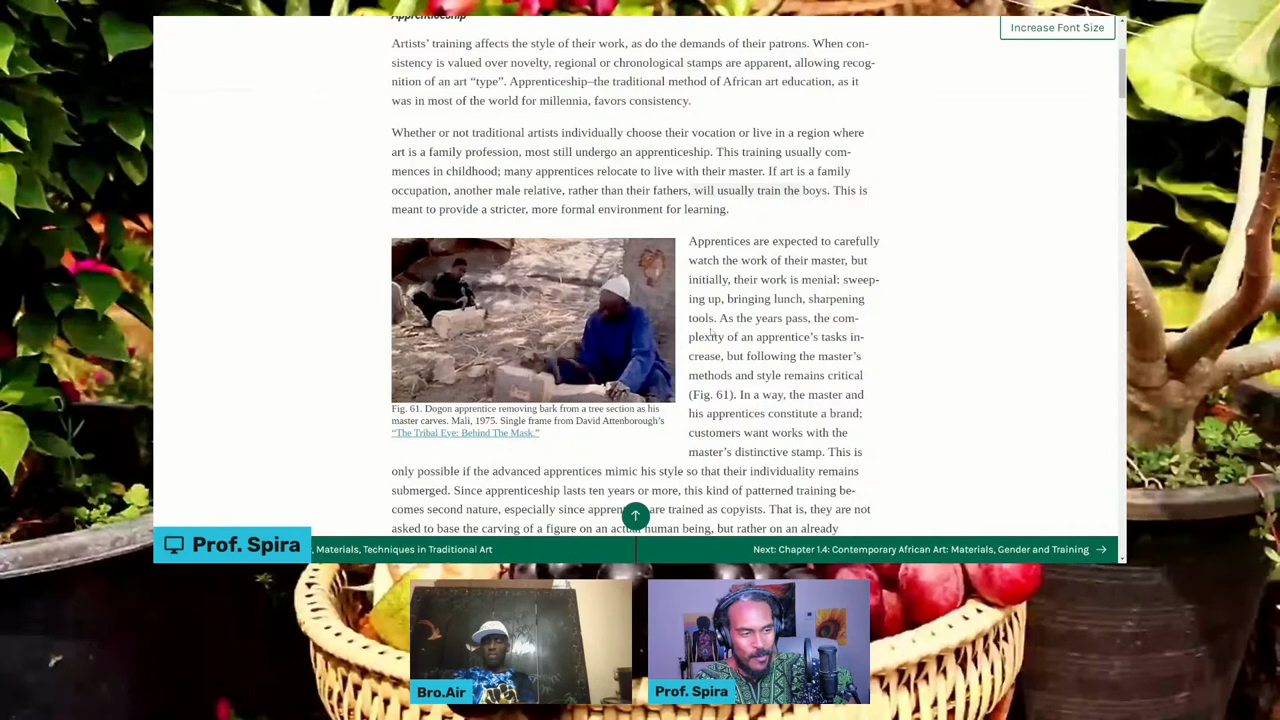 Apprenticeship
Increase Font Size
Artists’ training affects the style of their work, as do the demands of their patrons. When con-
sistency is valued over novelty, regional or chronological stamps are apparent, allowing recog-
nition of an art “type”. Apprenticeship–the traditional method of African art education, as it
was in most of the world for millennia, favors consistency.
Whether or not traditional artists individually choose their vocation or live in a region where
art is a family profession, most still undergo an apprenticeship. This training usually com-
mences in childhood; many apprentices relocate to live with their master. If art is a family
occupation, another male relative, rather than their fathers, will usually train the boys. This is
meant to provide a stricter, more formal environment for learning.
Apprentices are expected to carefully
watch the work of their master, but
initially, their work is menial: sweep-
ing up, bringing lunch, sharpening
tools. As the years pass, the com-
plexity of an apprentice’s tasks in-
crease, but following the master’s
methods and style remains critical
(Fig. 61). In a way, the master and
his apprentices constitute a brand;
customers want works with the
master’s distinctive stamp. This is
Fig. 61. Dogon apprentice removing bark from a tree section as his
master carves. Mali, 1975. Single frame from David Attenborough’s
“The Tribal Eye: Behind The Mask.”
only possible if the advanced apprentices mimic his style so that their individuality remains
submerged. Since apprenticeship lasts ten years or more, this kind of patterned training be-
comes second nature, especially since are trained as copyists. That is, they are not
asked to base the carving of a figure on an actual human being, but rather on an already
Prof. Spira
, Materials, Techniques in Traditional Art
Next: Chapter 1.4: Contemporary African Art: Materials, Gender and Training →
Bro.Air
Prof. Spira